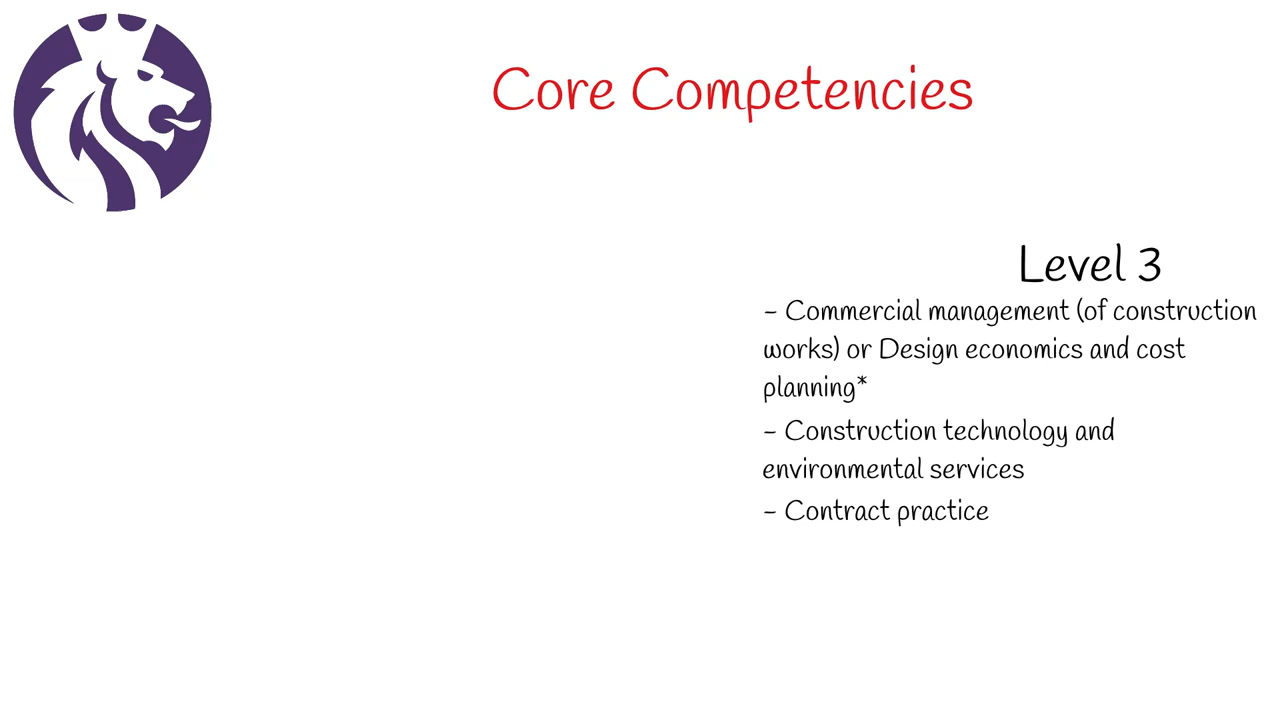 Core Competencies
Level 3
- Commercial management (of construction
works) or Design economics and cost
planning*
- Construction technology and
environmental services
- Contract practice